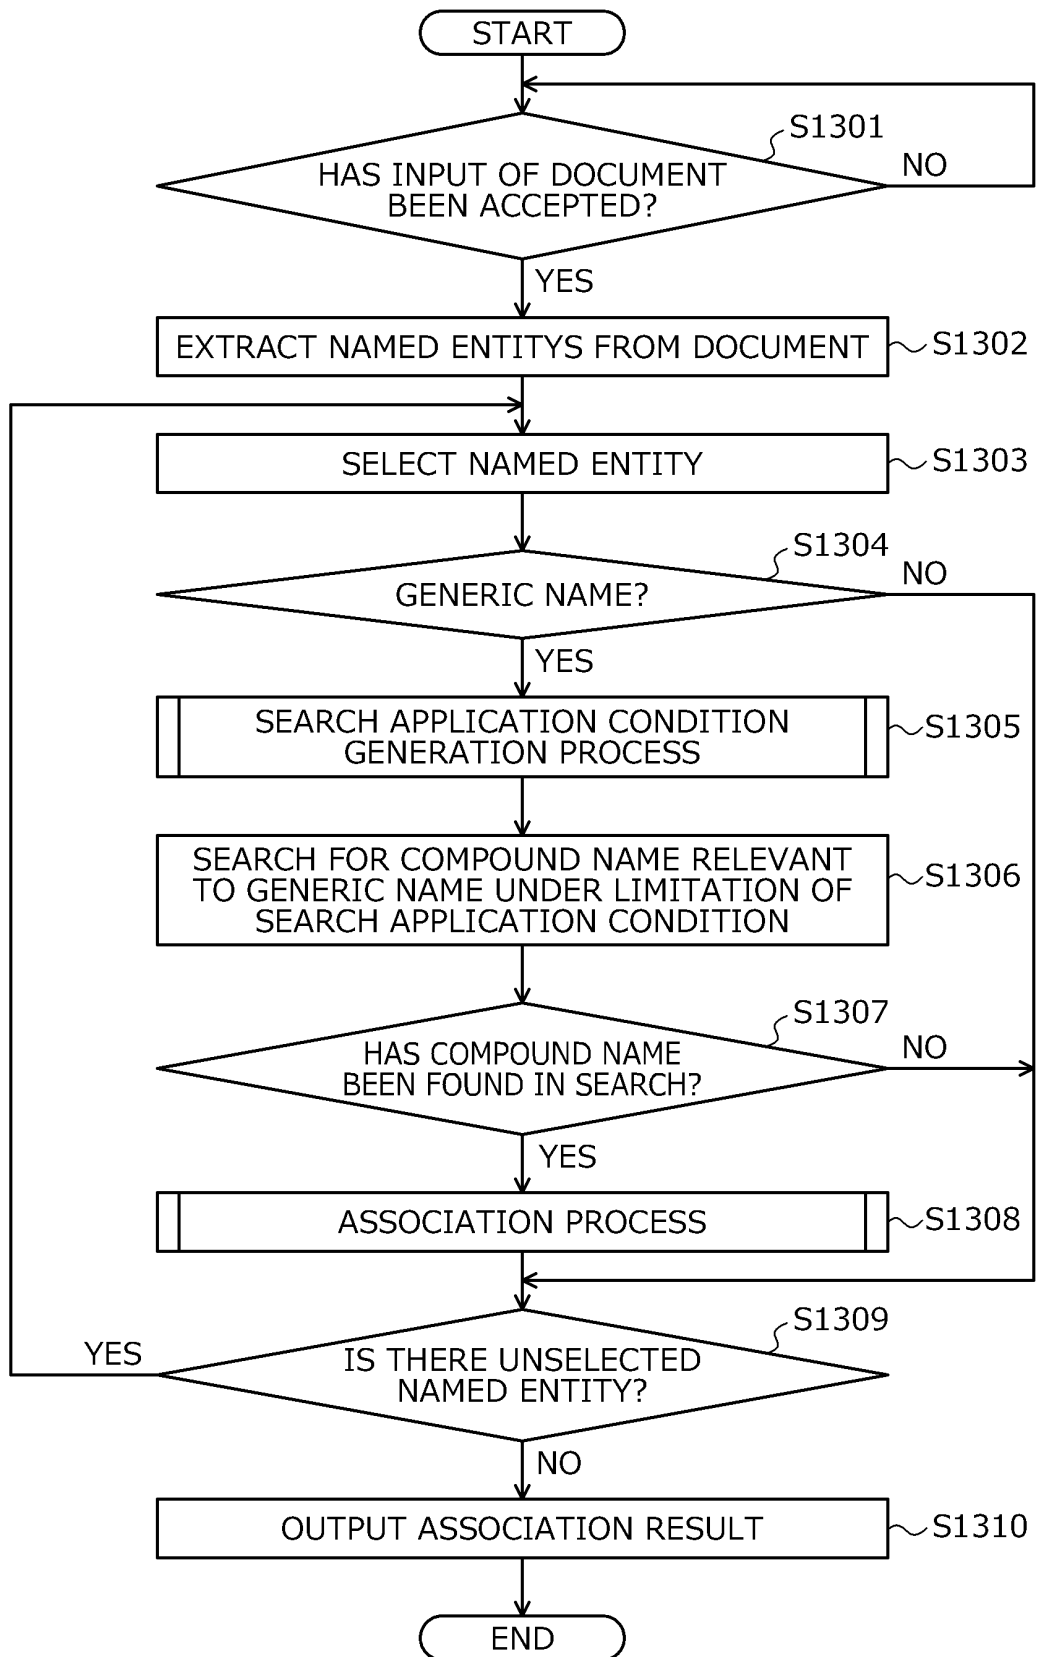 START
S1301
HAS INPUT OF DOCUMENT
BEEN ACCEPTED?
NO
YES
EXTRACT NAMED ENTITYS FROM DOCUMENT
S1302
SELECT NAMED ENTITY
S1303
S1304
GENERIC NAME?
NO
YES
SEARCH APPLICATION CONDITION
GENERATION PROCESS
S1305
SEARCH FOR COMPOUND NAME RELEVANT
TO GENERIC NAME UNDER LIMITATION OF
SEARCH APPLICATION CONDITION
S1306
S1307
HAS COMPOUND NAME
BEEN FOUND IN SEARCH?
NO
YES
ASSOCIATION PROCESS
S1308
S1309
YES
IS THERE UNSELECTED
NAMED ENTITY?
NO
OUTPUT ASSOCIATION RESULT
S1310
END